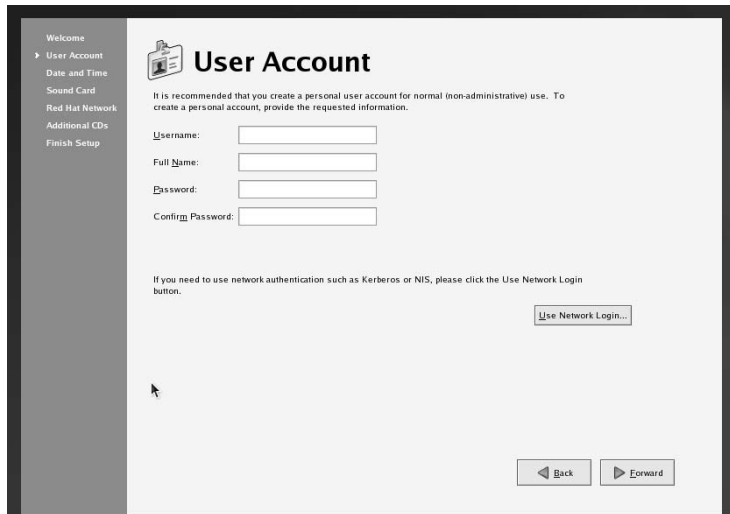 Welcome
User Account
Date and Time
Sound Card
Red Hat Network
Additional CDs
Finish Setup
User Account
It is recommended that you create a personal user account for normal (non-administrative) use. To
create a personal account, provide the requested information.
Username:
Full Name:
Password:
Confirm Password:
If you need to use network authentication such as Kerberos or NIS, please click the Use Network Login
button.
Use Network Login...
Back
Forward